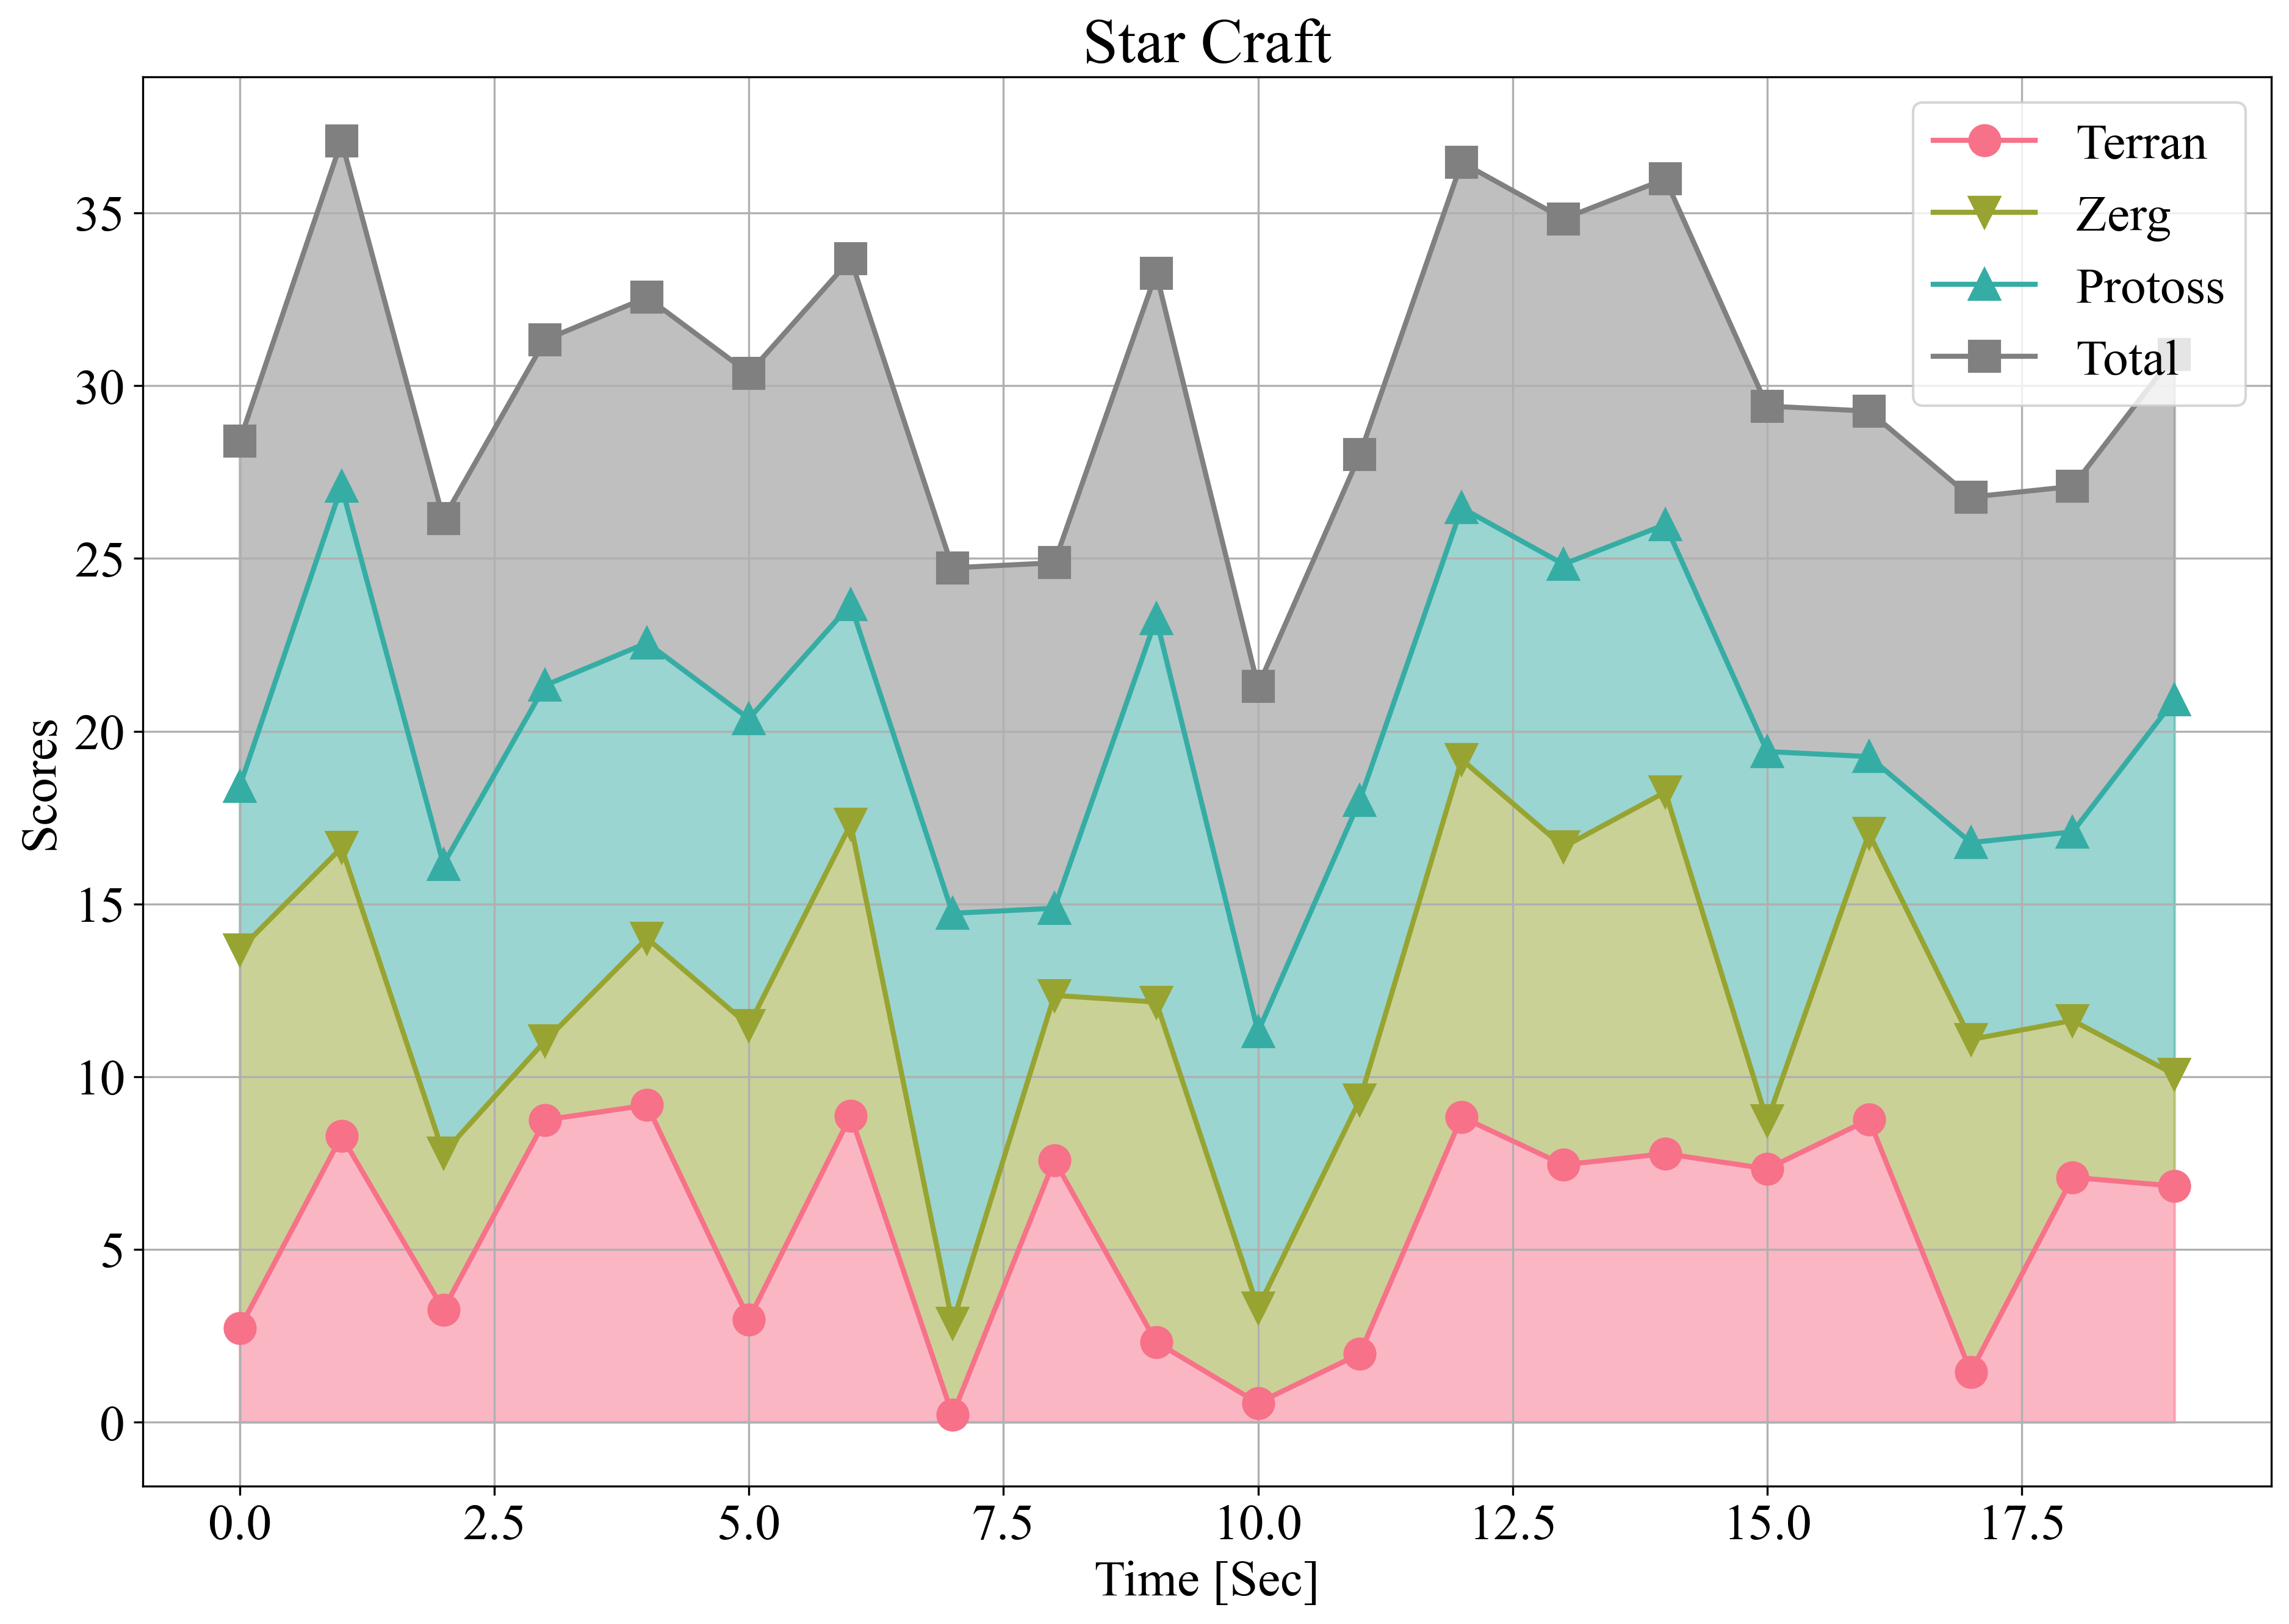 Star Craft
Terran
Zerg
Protoss
Total
Scores
35
30
25
20
15
10
5
0
0.0 2.5 5.0 7.5 10.0 12.5 15.0 17.5
Time [Sec]